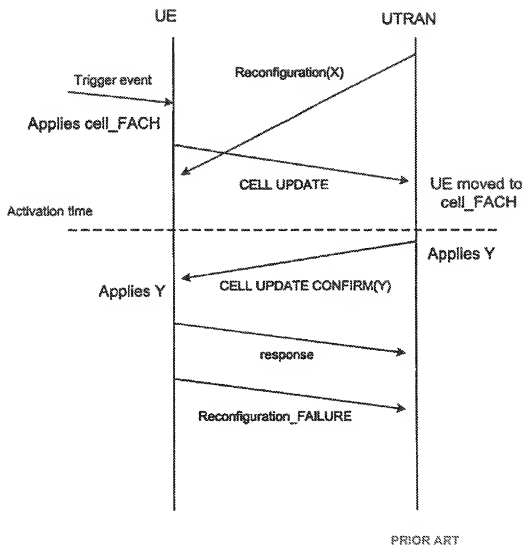 UE
UTRAN
Reconfiguration(X)
Trigger event
Applies cell_FACH
CELL UPDATE
UE moved to
cell_FACH
Activation time
Applies Y
Applies Y
CELL UPDATE CONFIRM(Y)
response
Reconfiguration_FAILURE
PRIOR ART